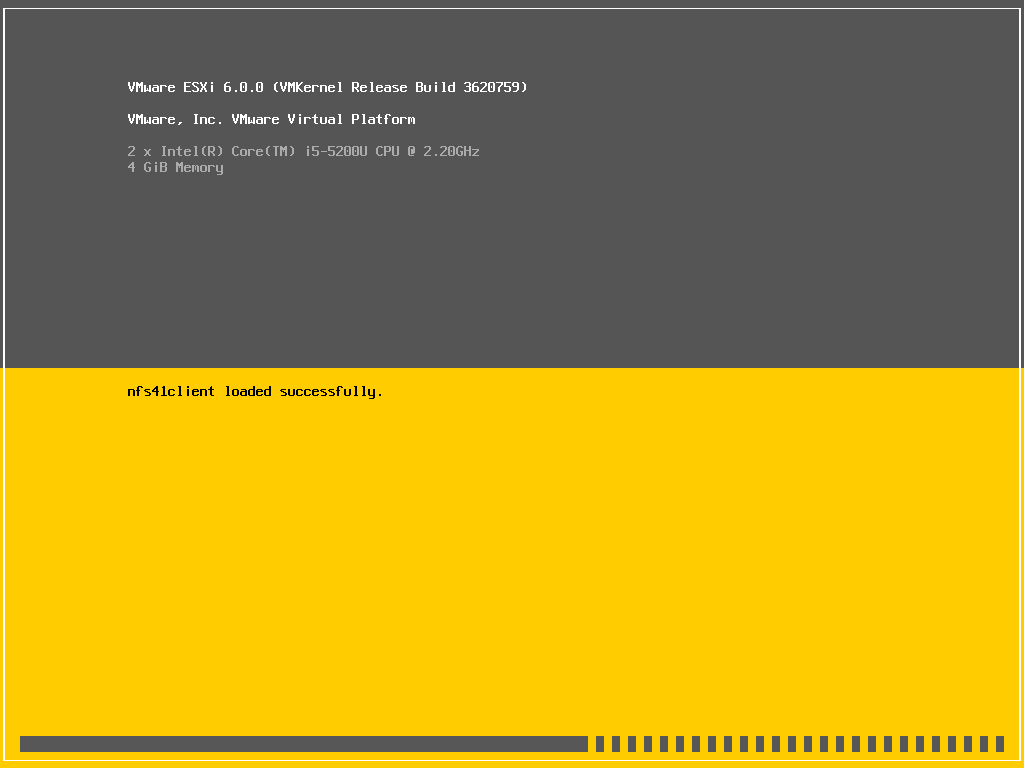 VMware ESXi 6.0.0 (VMKernel Release Build 3620759)
VMware, Inc. VMware Virtual Platform
2 x Intel(R) Core(TM) i5-5200U CPU @ 2.20GHz
4 GiB Memory
nfs41client loaded successfully.